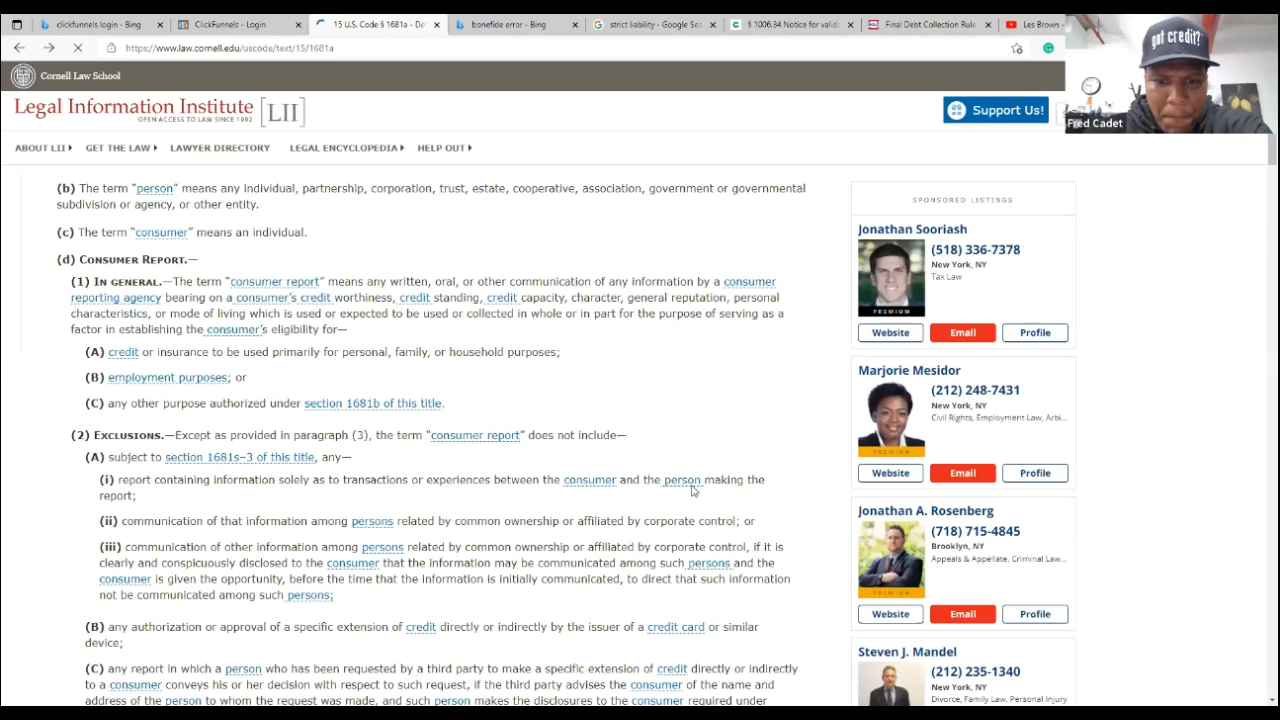 clickfunnels login - Bing
ClickFunnels - Login
15 U.S. Code § 1681a - De
bonefide error - Bing
strict liability - Google Sea
§ 1006.34 Notice for valid
Final Debt Collection Rule
Les Brown -
https://www.law.cornell.edu/uscode/text/15/1681a
got credit?
Fred Cadet
Cornell Law School
Legal Information Institute [LII]
OPEN ACCESS TO LAW SINCE 1992
Support Us!
ABOUT LII
GET THE LAW
LAWYER DIRECTORY
LEGAL ENCYCLOPEDIA
HELP OUT
(b) The term “person” means any individual, partnership, corporation, trust, estate, cooperative, association, government or governmental
subdivision or agency, or other entity.
(c) The term “consumer” means an individual.
(d) CONSUMER REPORT.—
(1) IN GENERAL.—The term “consumer report” means any written, oral, or other communication of any information by a consumer
reporting agency bearing on a consumer’s credit worthiness, credit standing, credit capacity, character, general reputation, personal
characteristics, or mode of living which is used or expected to be used or collected in whole or in part for the purpose of serving as a
factor in establishing the consumer’s eligibility for—
(A) credit or insurance to be used primarily for personal, family, or household purposes;
(B) employment purposes; or
(C) any other purpose authorized under section 1681b of this title.
(2) EXCLUSIONS.—Except as provided in paragraph (3), the term “consumer report” does not include—
(A) subject to section 1681s–3 of this title, any—
(i) report containing information solely as to transactions or experiences between the consumer and the person making the
report;
(ii) communication of that information among persons related by common ownership or affiliated by corporate control; or
(iii) communication of other information among persons related by common ownership or affiliated by corporate control, if it is
clearly and conspicuously disclosed to the consumer that the information may be communicated among such persons and the
consumer is given the opportunity, before the time that the information is initially communicated, to direct that such information
not be communicated among such persons;
(B) any authorization or approval of a specific extension of credit directly or indirectly by the issuer of a credit card or similar
device;
(C) any report in which a person who has been requested by a third party to make a specific extension of credit directly or indirectly
to a consumer conveys his or her decision with respect to such request, if the third party advises the consumer of the name and
address of the person to whom the request was made, and such person makes the disclosures to the consumer required under
SPONSORED LISTINGS
Jonathan Sooriash
(518) 336-7378
New York, NY
Tax Law
PREMIUM
Website
Email
Profile
Marjorie Mesidor
(212) 248-7431
New York, NY
Civil Rights, Employment Law, Arbi...
PREMIUM
Website
Email
Profile
Jonathan A. Rosenberg
(718) 715-4845
Brooklyn, NY
Appeals & Appellate, Criminal Law...
PREMIUM
Website
Email
Profile
Steven J. Mandel
(212) 235-1340
New York, NY
Divorce, Family Law, Personal Injury